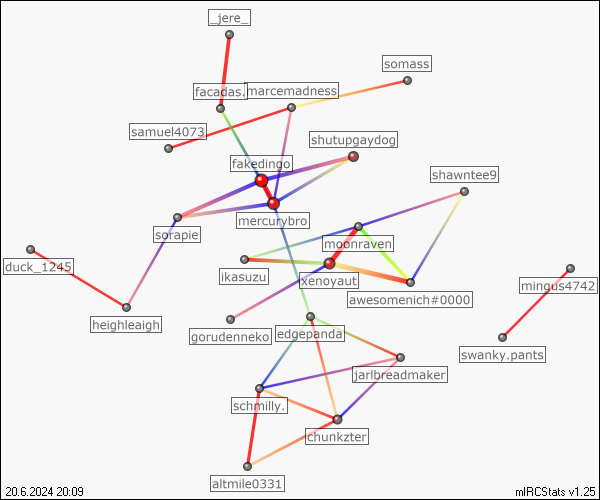 _jere_
somass
facadas.
marcemadness
samuel4073
shutupgaydog
fakedingo
shawntee9
mercurybro
sorapie
moonraven
duck_1245
ikasuzu
xenoyaut
mingus4742
awesomenich#0000
heighleaigh
gorudenneko
edgepanda
swanky.pants
jarlbreadmaker
schmilly.
chunkzter
altmile0331
20.6.2024 20:09
mIRCStats v1.25